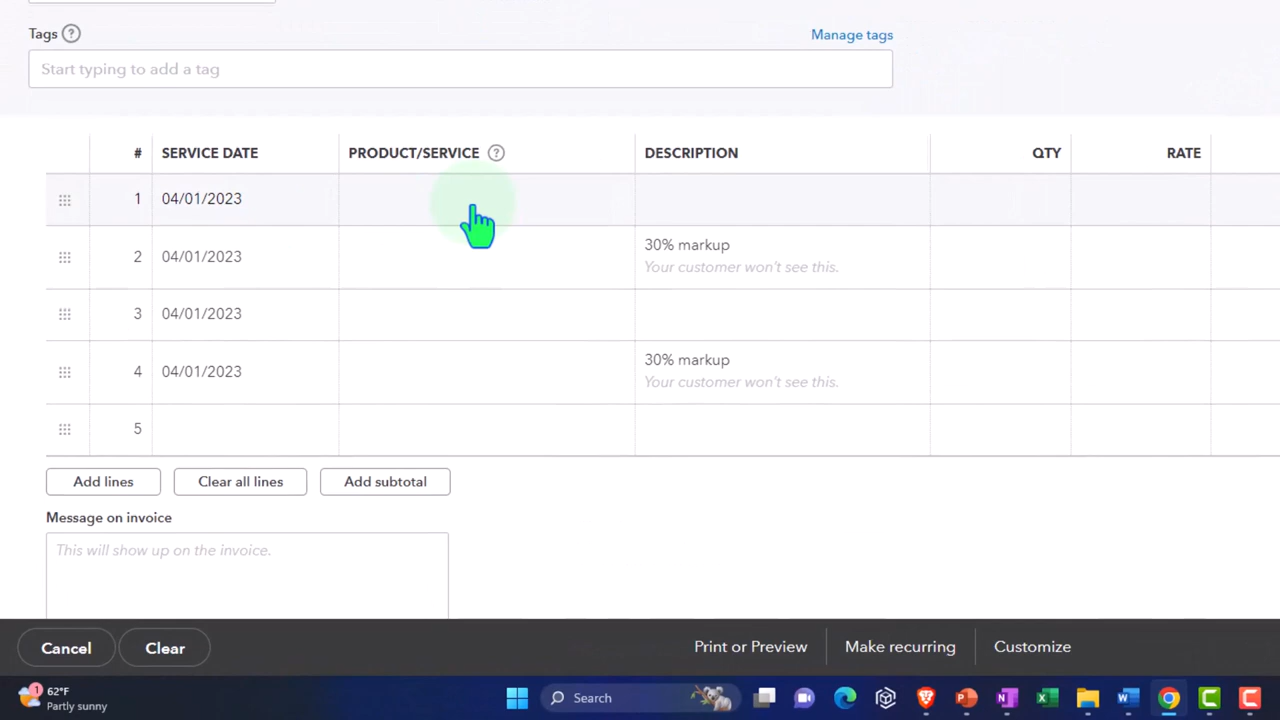 Tags ? Manage tags
Start typing to add a tag
# SERVICE DATE PRODUCT/SERVICE ? DESCRIPTION QTY RATE
1 04/01/2023
2 04/01/2023 30% markup
Your customer won't see this.
3 04/01/2023
4 04/01/2023 30% markup
Your customer won't see this.
5
Add lines Clear all lines Add subtotal
Message on invoice
This will show up on the invoice.
Cancel Clear Print or Preview Make recurring Customize
1 62°F
Partly sunny
Search